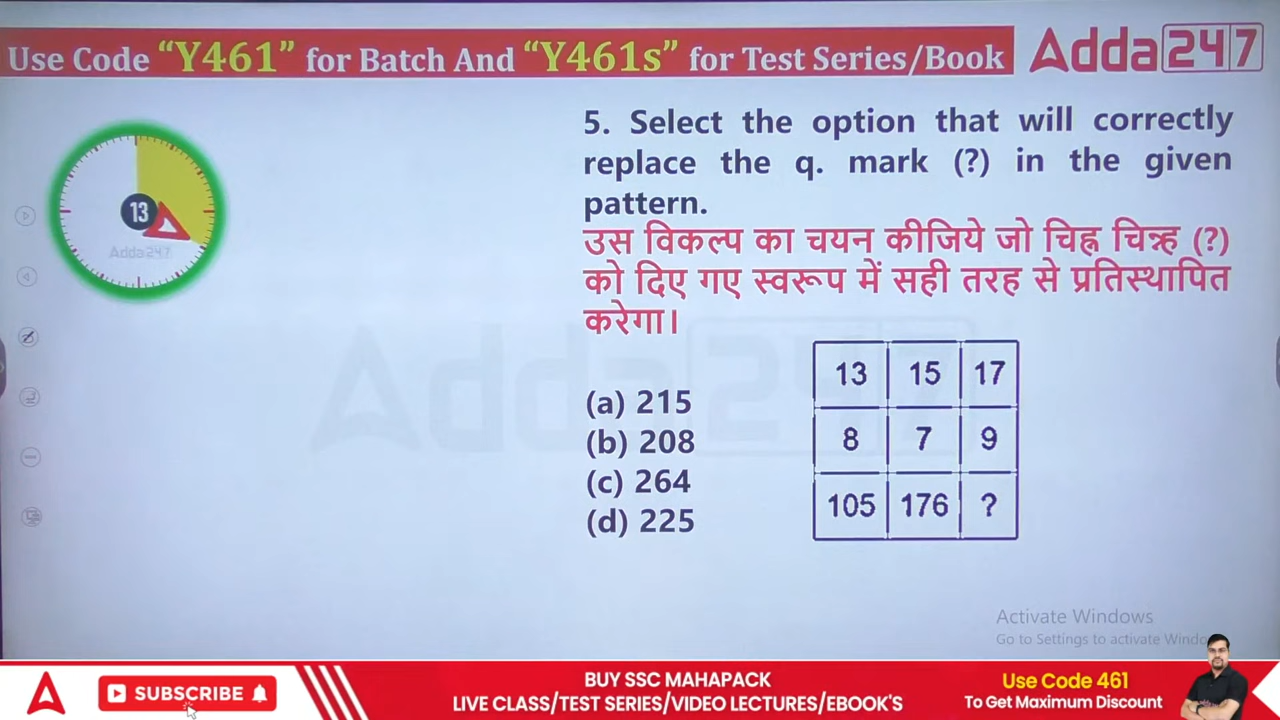 Use Code “Y461” for Batch And “Y461s” for Test Series/Book
Adda247
5. Select the option that will correctly
replace the q. mark (?) in the given
pattern.
उस विकल्प का चयन कीजिये जो चिह्न चिन्ह (?)
को दिए गए स्वरूप में सही तरह से प्रतिस्थापित
करेगा।
13
Adda247
(a) 215
(b) 208
(c) 264
(d) 225
13 15 17
8 7 9
105 176 ?
Activate Windows
Go to Settings to activate
SUBSCRIBE
BUY SSC MAHAPACK
LIVE CLASS/TEST SERIES/VIDEO LECTURES/EBOOK'S
Use Code 461
To Get Maximum Discount